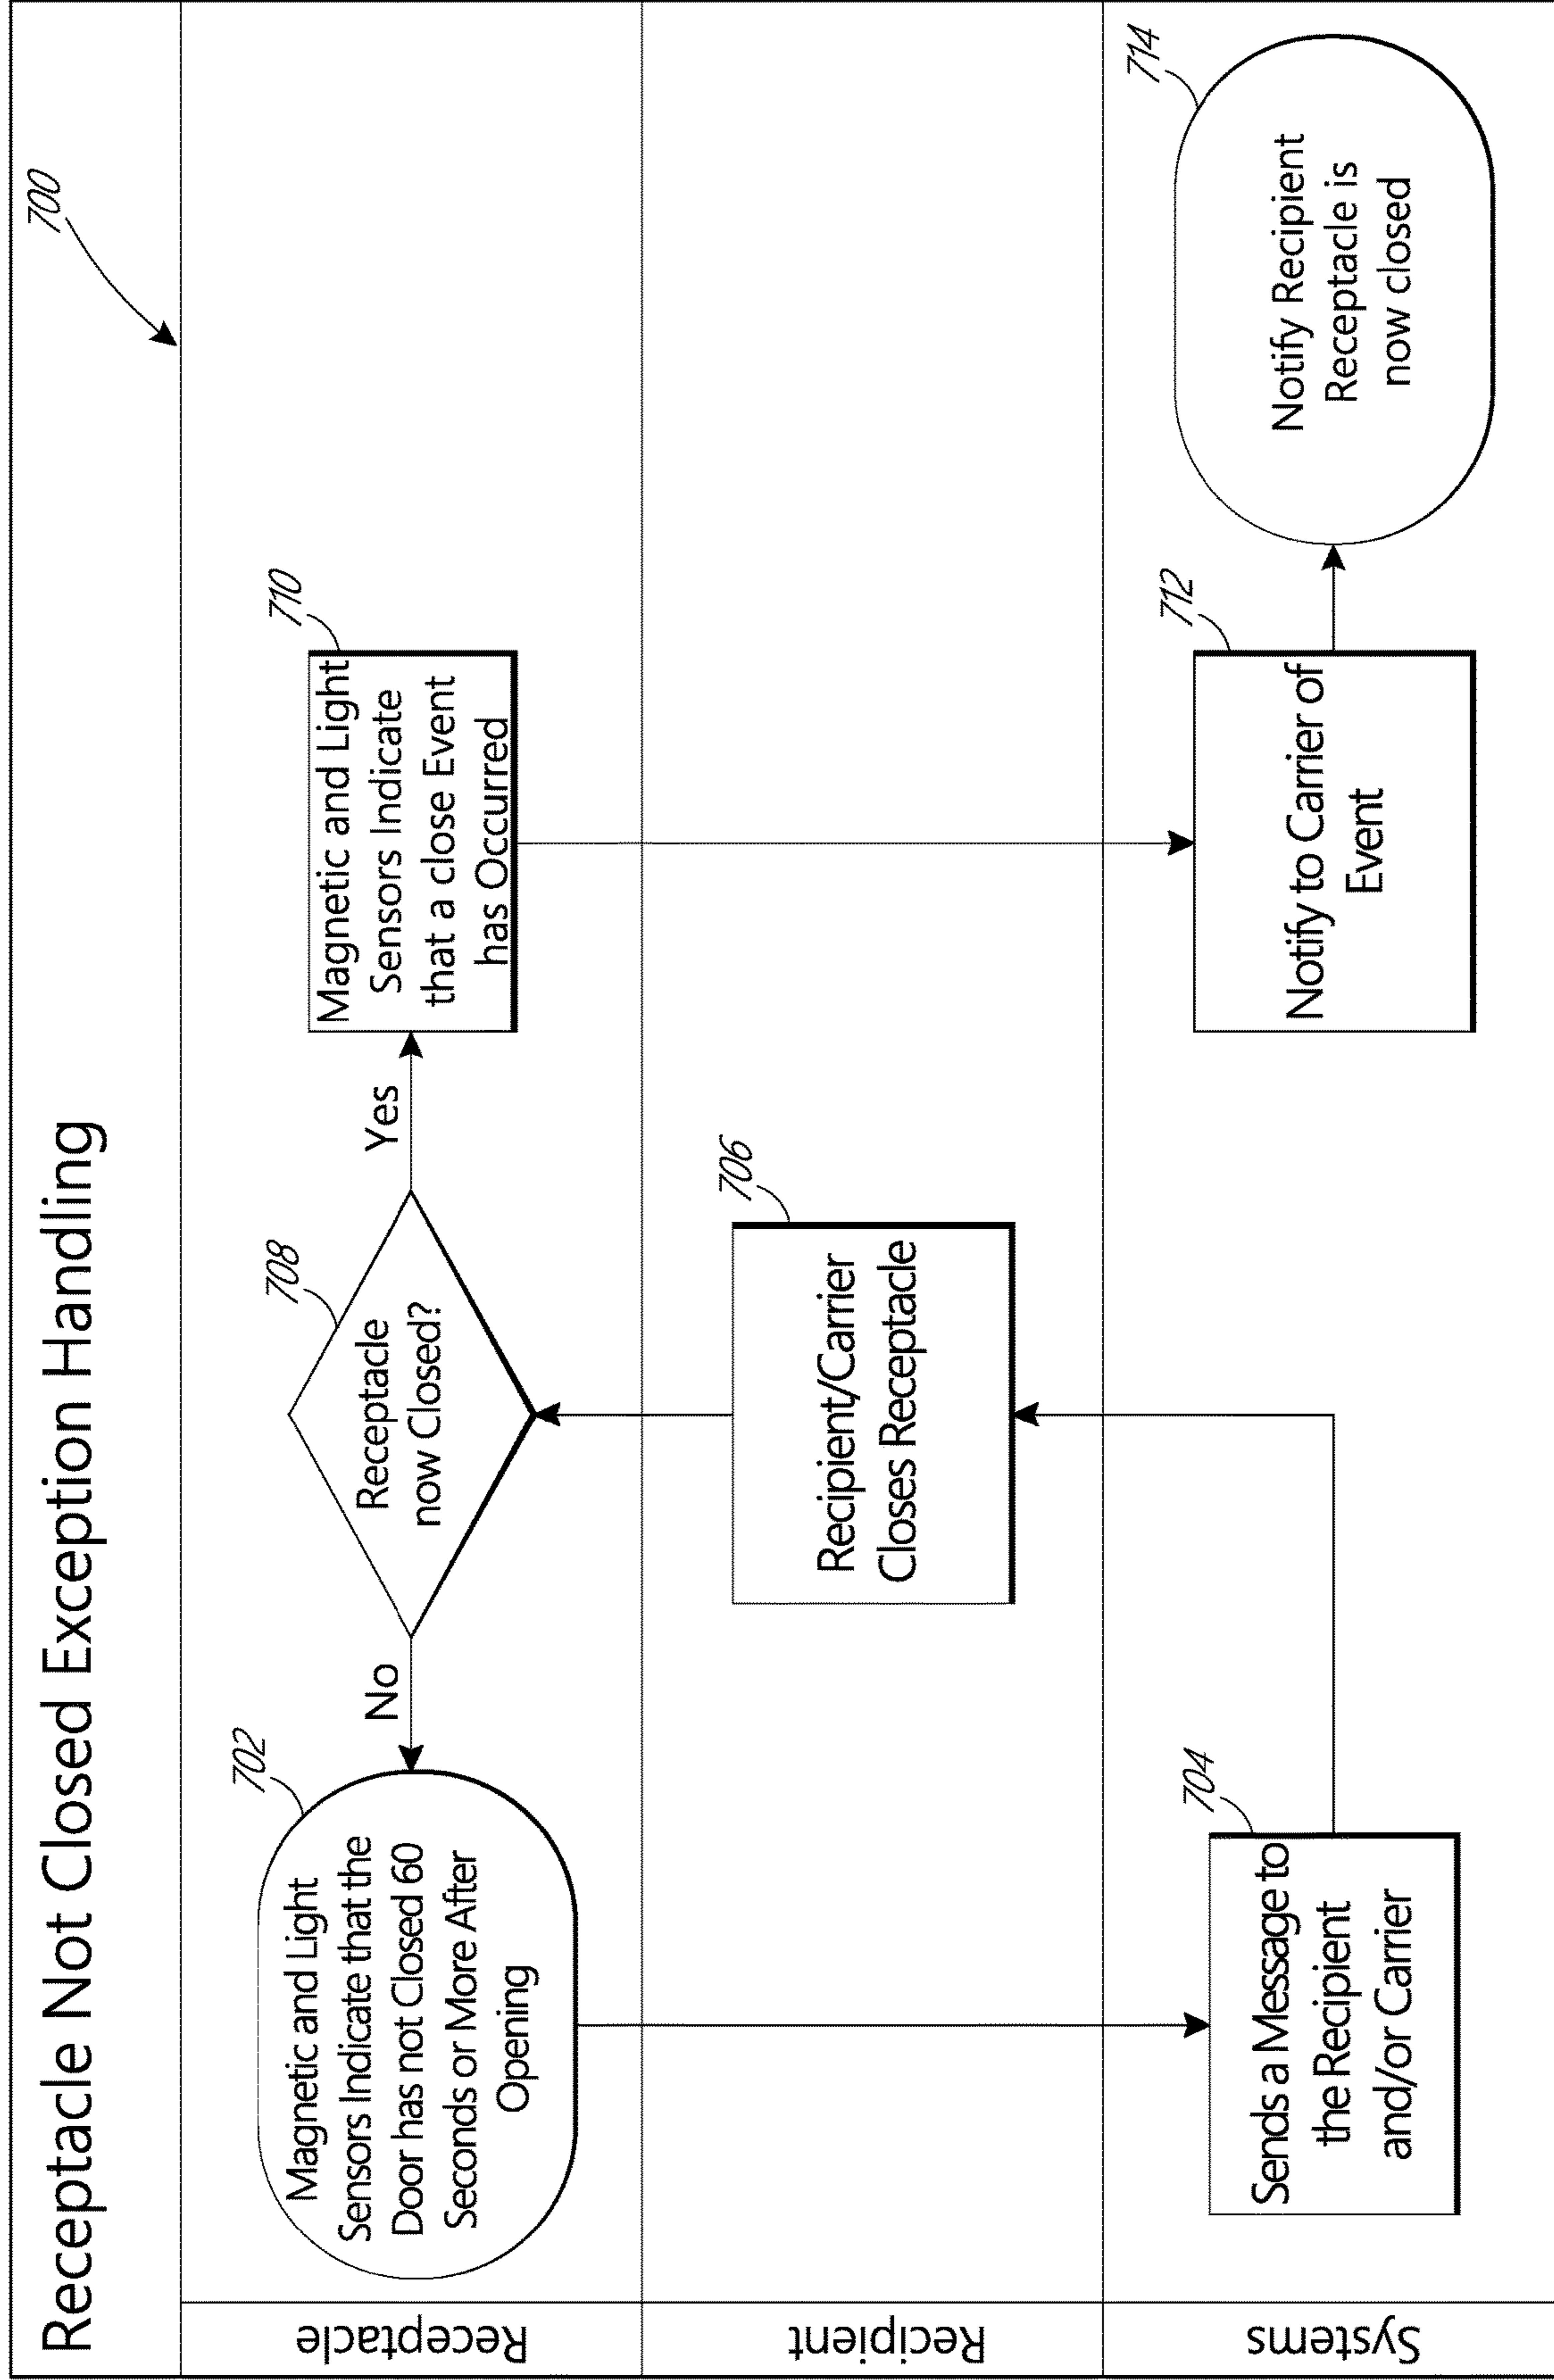 Receptacle Not Closed Exception Handling
700
Receptacle
702
Magnetic and Light
Sensors Indicate that the
Door has not Closed 60
Seconds or More After
Opening
No
708
Receptacle
now Closed?
Yes
710
Magnetic and Light
Sensors Indicate
that a close Event
has Occurred
Recipient
706
Recipient/Carrier
Closes Receptacle
Systems
704
Sends a Message to
the Recipient
and/or Carrier
712
Notify to Carrier of
Event
714
Notify Recipient
Receptacle is
now closed